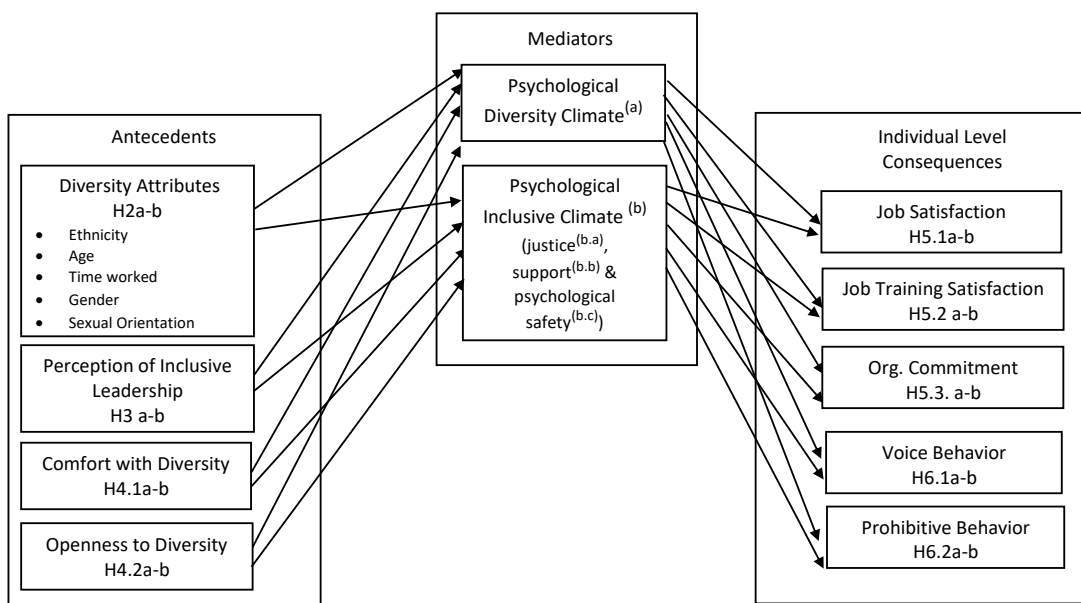 Antecedents
Diversity Attributes
H2a-b
• Ethnicity
• Age
• Time worked
• Gender
• Sexual Orientation
Perception of Inclusive
Leadership
H3 a-b
Comfort with Diversity
H4.1a-b
Openness to Diversity
H4.2a-b
Mediators
Psychological
Diversity Climate(a)
Psychological
Inclusive Climate (b)
(justice(b.a),
support(b.b) &
psychological
safety(b.c))
Individual Level
Consequences
Job Satisfaction
H5.1a-b
Job Training Satisfaction
H5.2 a-b
Org. Commitment
H5.3. a-b
Voice Behavior
H6.1a-b
Prohibitive Behavior
H6.2a-b